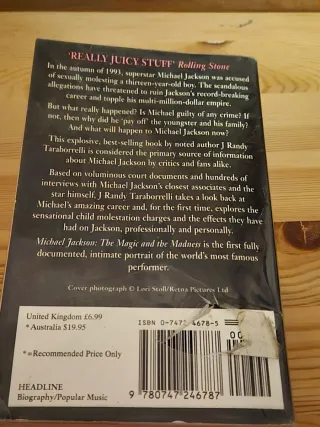 'REALLY JUICY STUFF' Rolling Stone
In the autumn of 1993, superstar Michael Jackson was accused
of sexually molesting a thirteen-year-old boy. The scandalous
allegations have threatened to ruin Jackson's record-breaking
career and topple his multi-million-dollar empire.
But what really happened? Is Michael guilty of any crime? If
not, then why did he 'pay off' the youngster and his family?
And what will happen to Michael Jackson now?
This explosive, best-selling book by noted author J Randy
Taraborrelli is considered the primary source of information
about Michael Jackson by critics and fans alike.
Based on voluminous court documents and hundreds of
interviews with Michael Jackson's closest associates and the
star himself, J Randy Taraborrelli takes a look back at
Michael's amazing career and, for the first time, explores the
sensational child molestation charges and the effects they have
had on Jackson, professionally and personally.
Michael Jackson: The Magic and the Madness is the first fully
documented, intimate portrait of the world's most famous
performer.
Cover photograph © Lori Stoll/Retna Pictures Ltd
United Kingdom £6.99
*Australia $19.95
*=Recommended Price Only
HEADLINE
Biography/Popular Music
ISBN 0-7472-4678-5
00
9 780747 246787